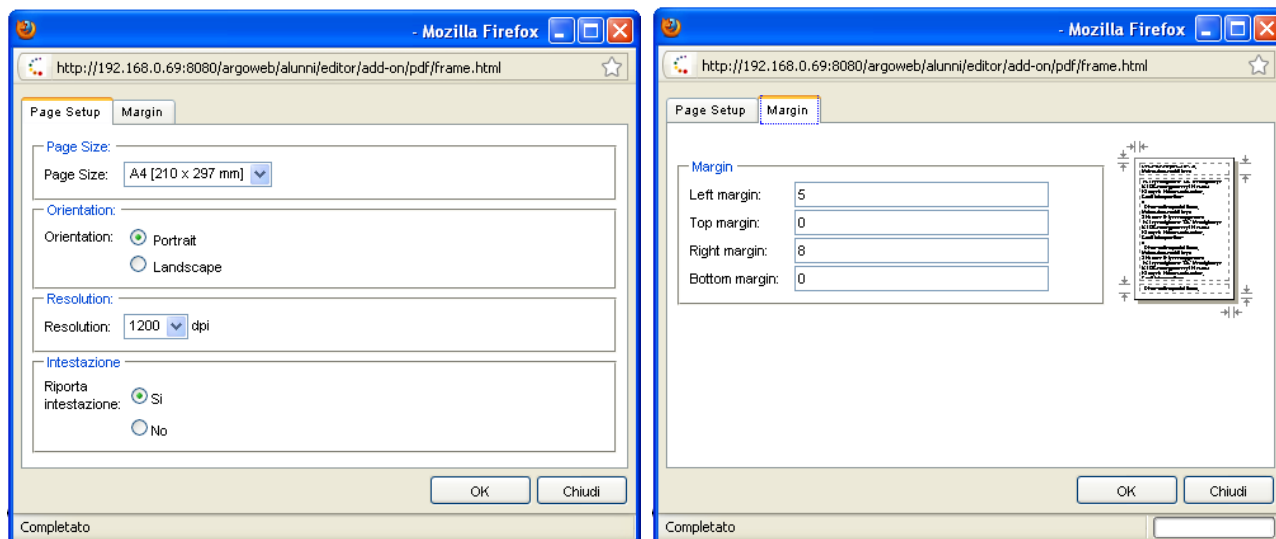 - Mozilla Firefox
http://192.168.0.69:8080/argoweb/alunni/editor/add-on/pdf/frame.html
Page Setup Margin
Page Size:
Page Size: A4 [210 x 297 mm]
Orientation:
Orientation: Portrait
Landscape
Resolution:
Resolution: 1200 dpi
Intestazione
Riporta
intestazione: Si
No
OK Chiudi
Completato
- Mozilla Firefox
http://192.168.0.69:8080/argoweb/alunni/editor/add-on/pdf/frame.html
Page Setup Margin
Margin
Left margin: 5
Top margin: 0
Right margin: 8
Bottom margin: 0
OK Chiudi
Completato